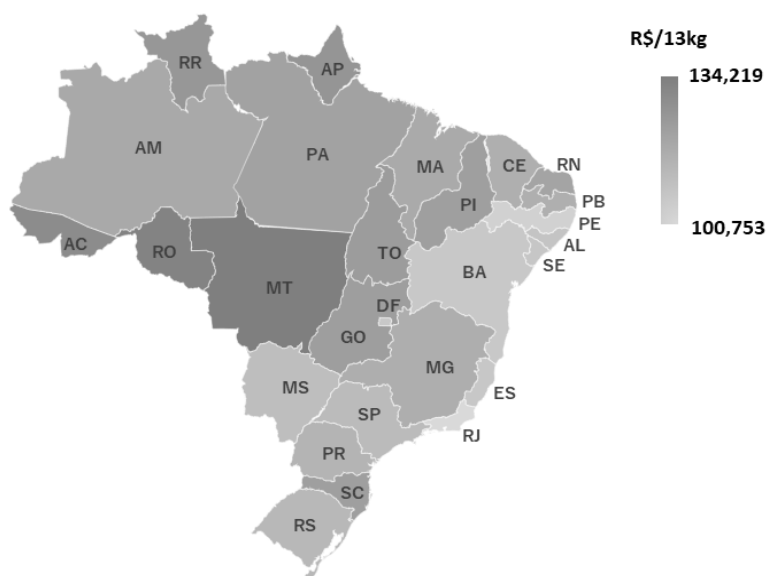 R$/13kg
134,219
100,753
RR
AP
AM
PA
MA
CE
RN
PI
PB
PE
AC
RO
TO
AL
SE
BA
MT
DF
GO
MG
MS
ES
SP
RJ
PR
SC
RS